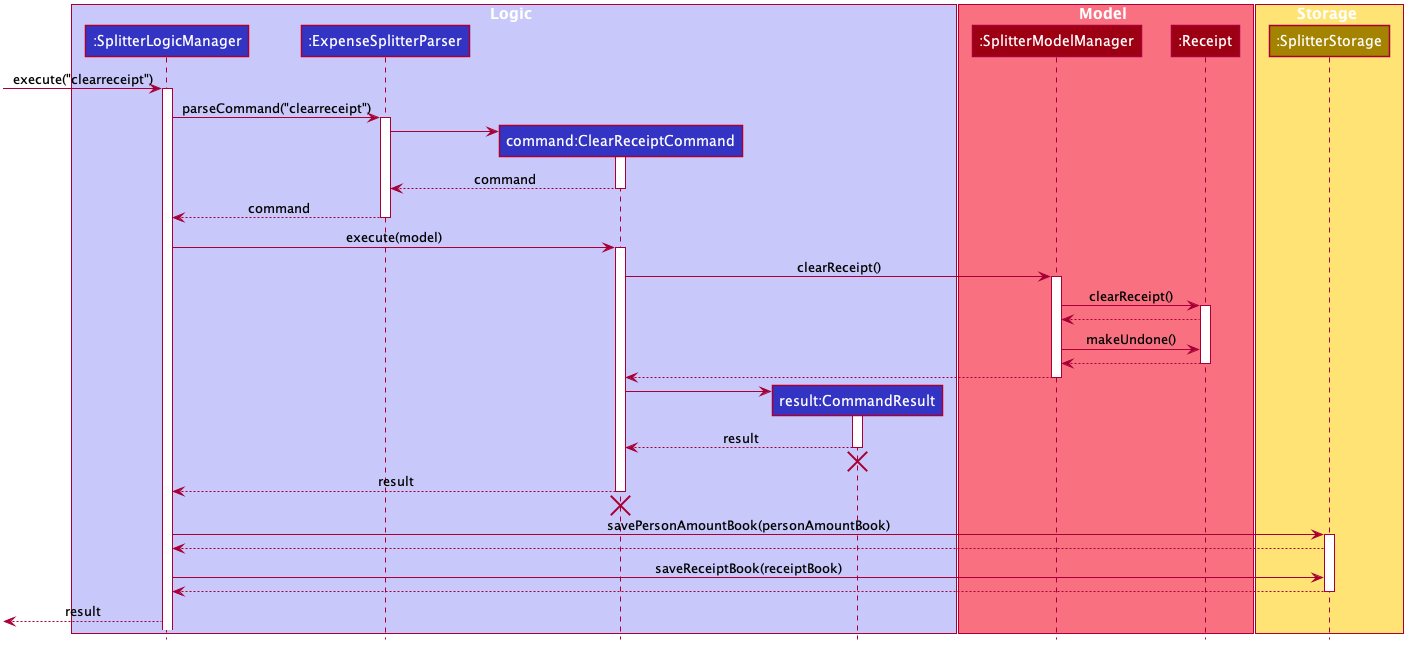 Logic
Model
Storage
:SplitterLogicManager
:ExpenseSplitterParser
:SplitterModelManager
:Receipt
:SplitterStorage
execute("clearreceipt")
parseCommand("clearreceipt")
command:ClearReceiptCommand
command
command
execute(model)
clearReceipt()
clearReceipt()
makeUndone()
result:CommandResult
result
result
savePersonAmountBook(personAmountBook)
saveReceiptBook(receiptBook)
result